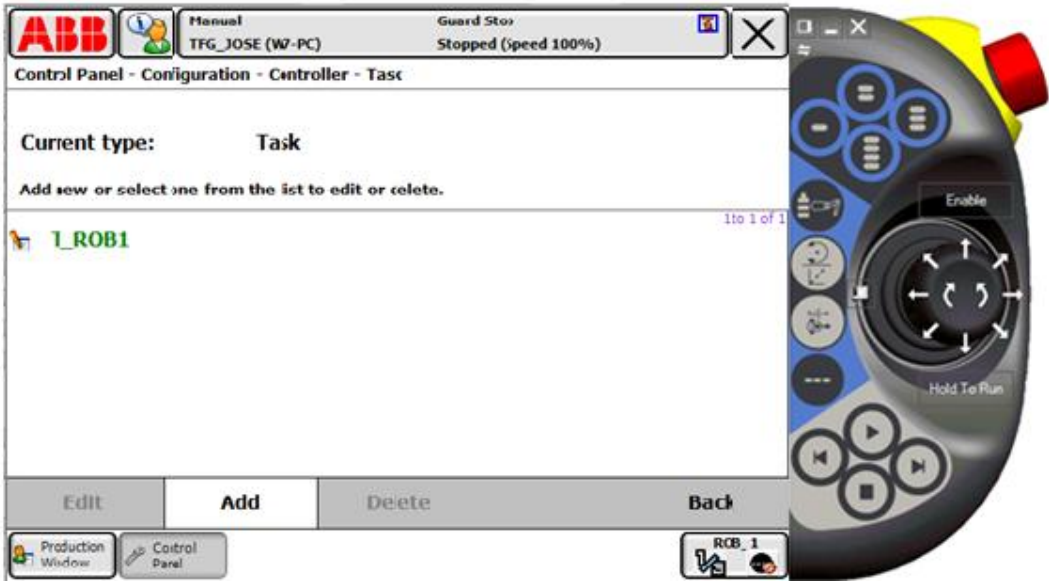 ABB
Manual
Guard Stop
TFG_JOSE (W7-PC)
Stopped (Speed 100%)
Control Panel - Configuration - Controller - Task
Current type: Task
Add new or select one from the list to edit or delete.
1 to 1 of 1
T_ROB1
Enable
Hold To Run
Edit Add Delete Back
Production
Window
Control
Panel
ROB_1